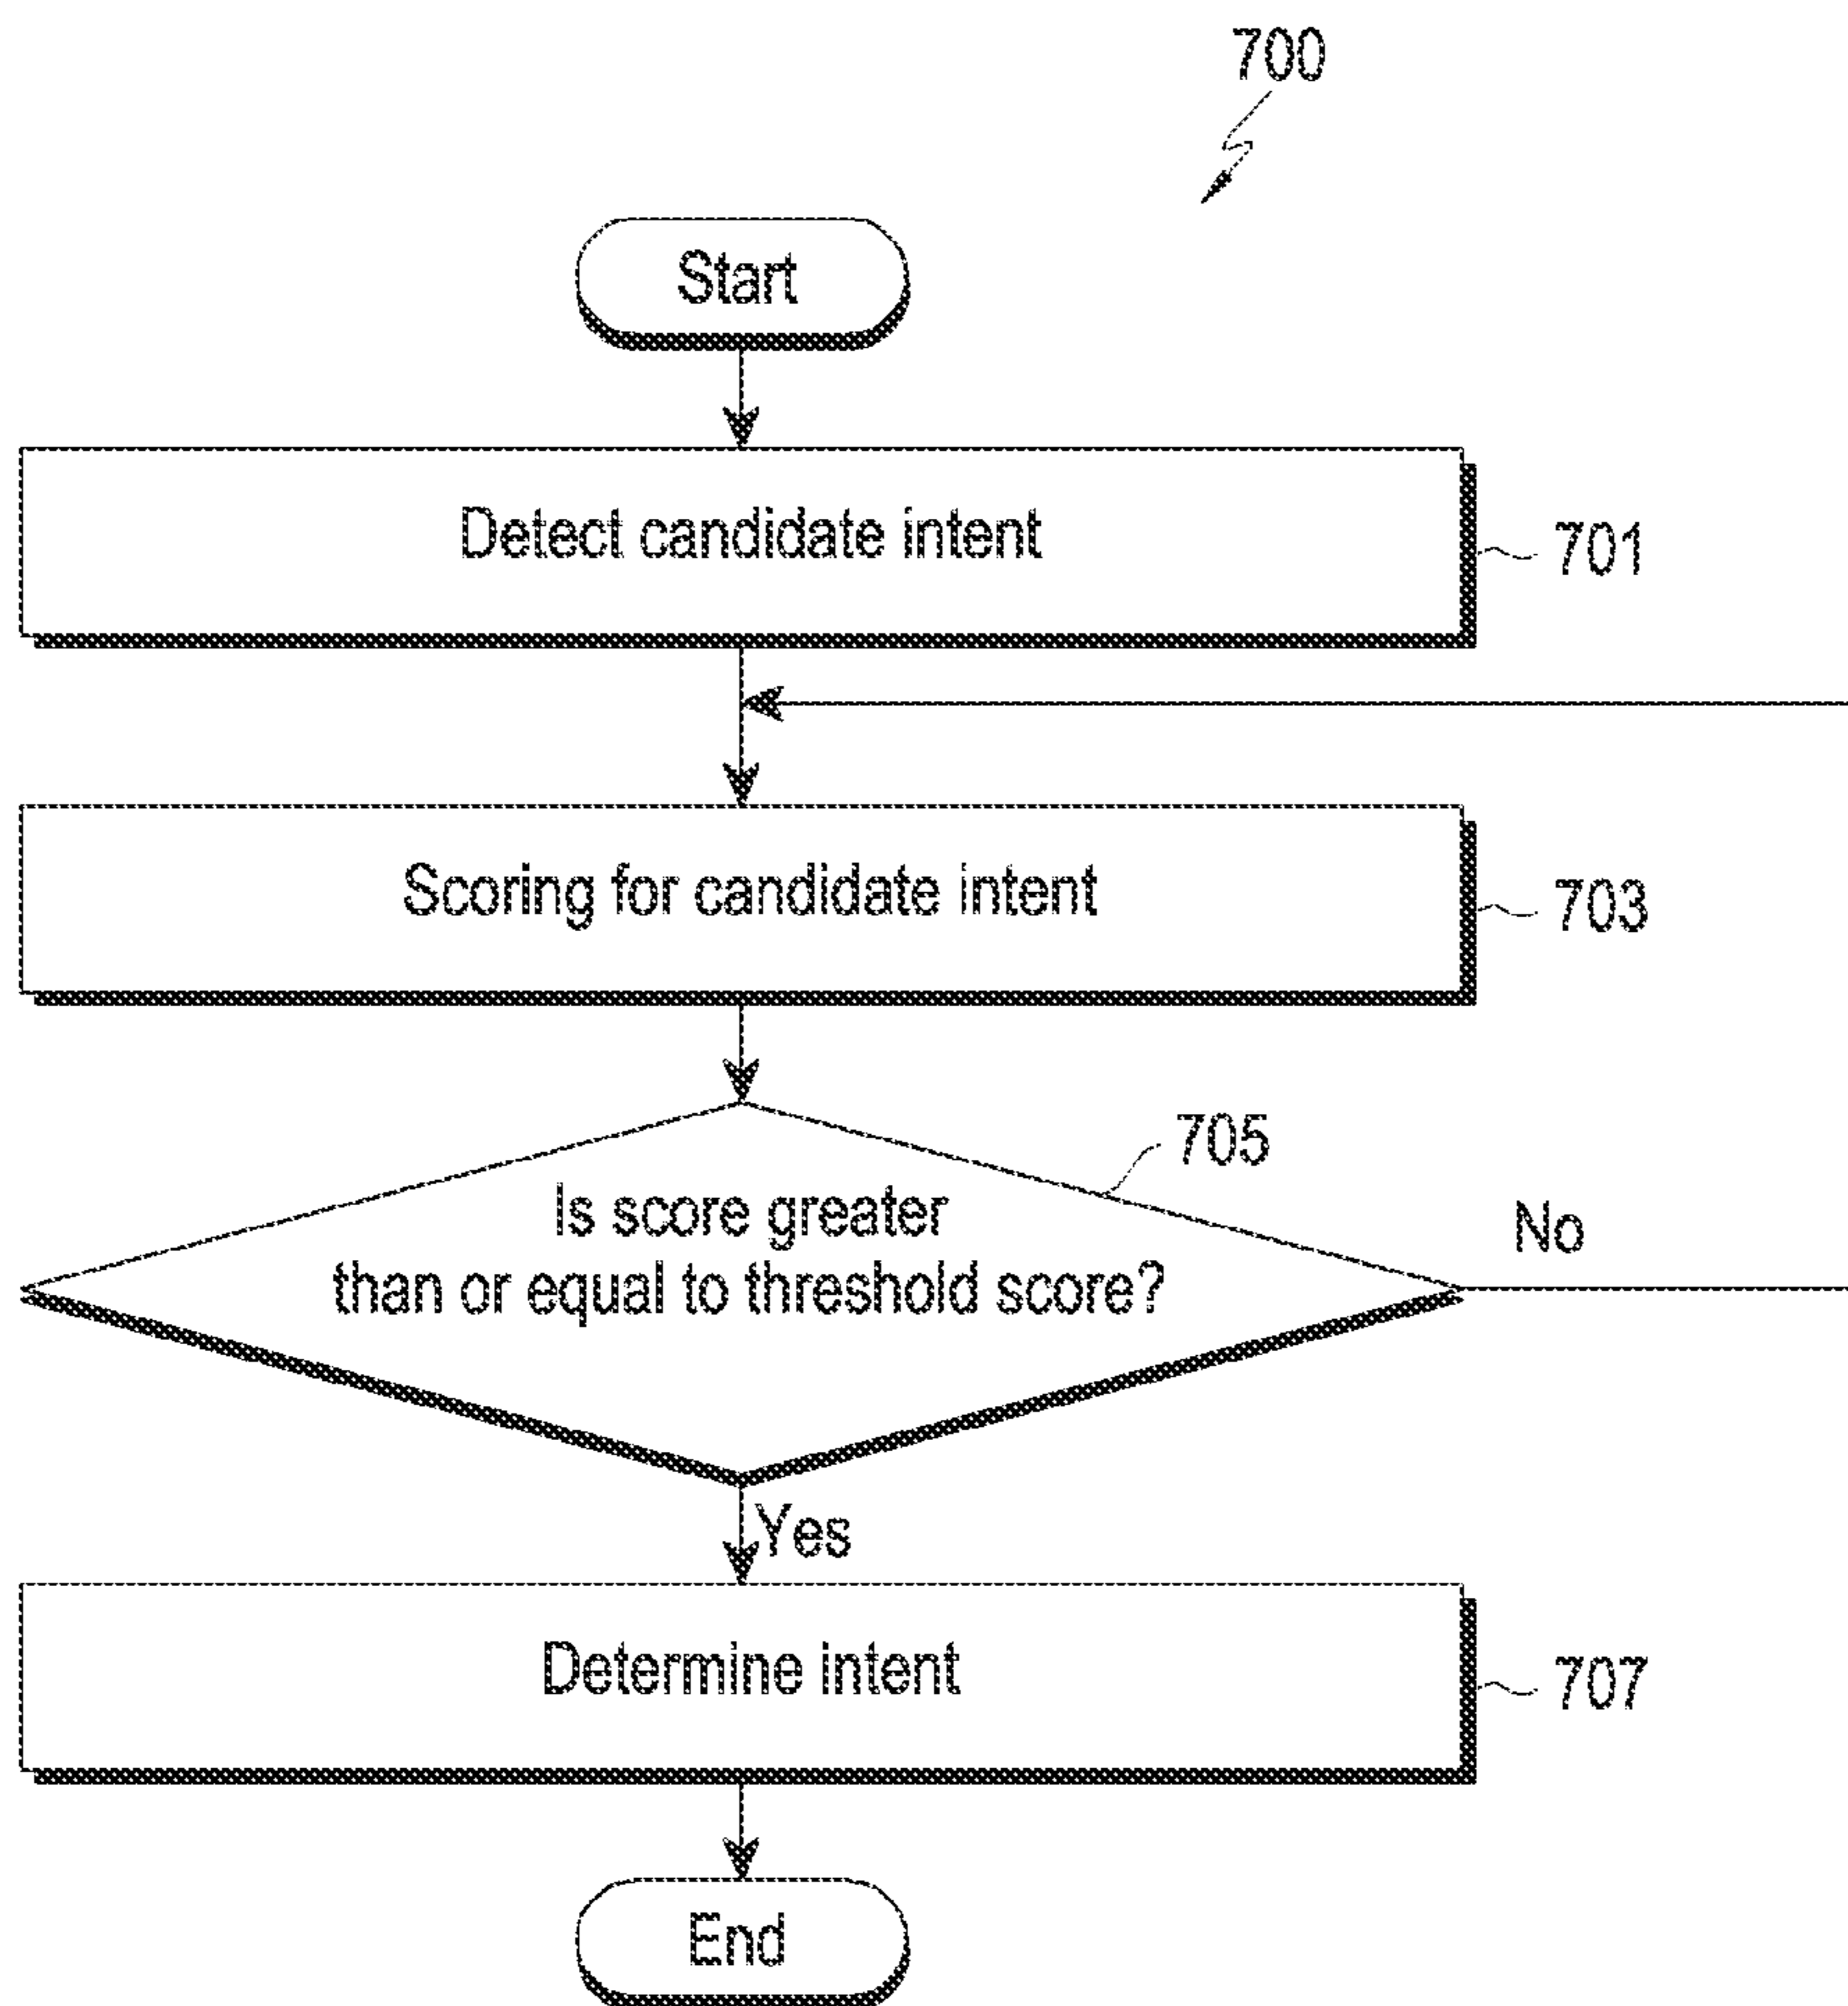 700
Start
Detect candidate intent
701
Scoring for candidate intent
703
705
Is score greater
than or equal to threshold score?
No
Yes
Determine intent
707
End